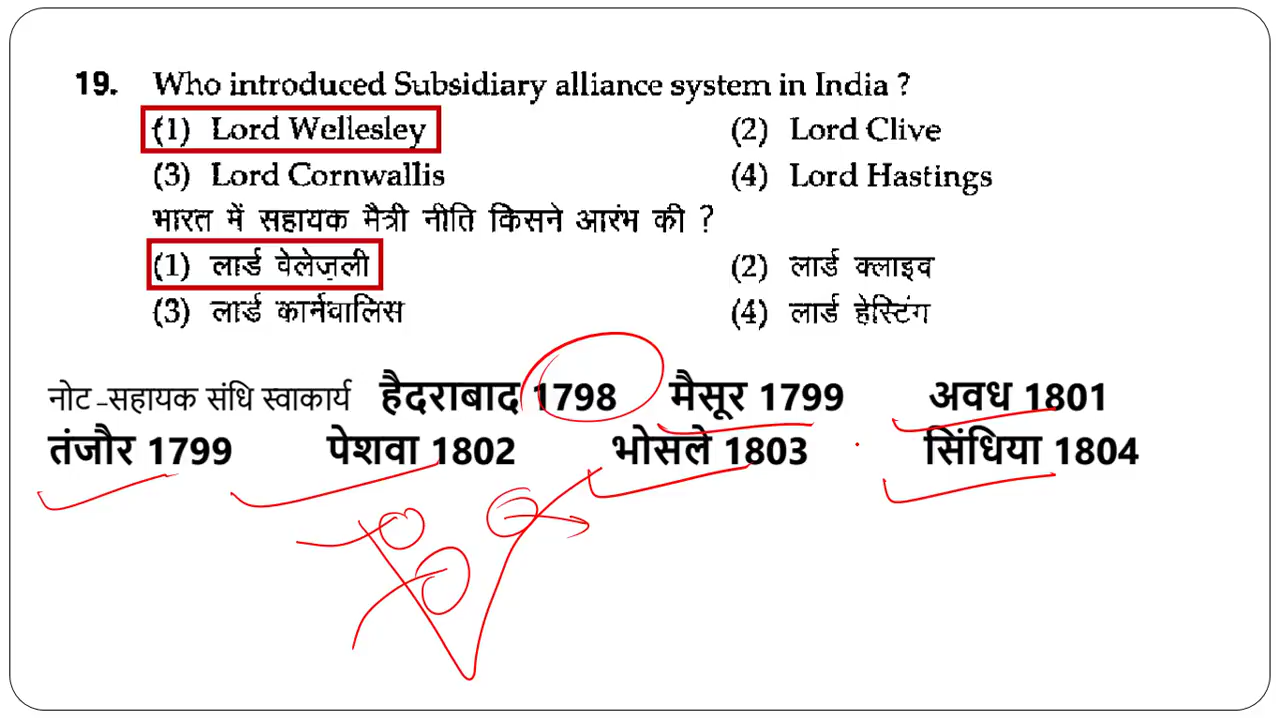 19. Who introduced Subsidiary alliance system in India ?
(1) Lord Wellesley (2) Lord Clive
(3) Lord Cornwallis (4) Lord Hastings
भारत में सहायक मैत्री नीति किसने आरंभ की ?
(1) लार्ड वेलेज़ली (2) लार्ड क्लाइव
(3) लार्ड कार्नवालिस (4) लार्ड हेस्टिंग
नोट -सहायक संधि स्वाकार्य हैदराबाद 1798 मैसूर 1799 अवध 1801
तंजौर 1799 पेशवा 1802 भोसले 1803 सिंधिया 1804